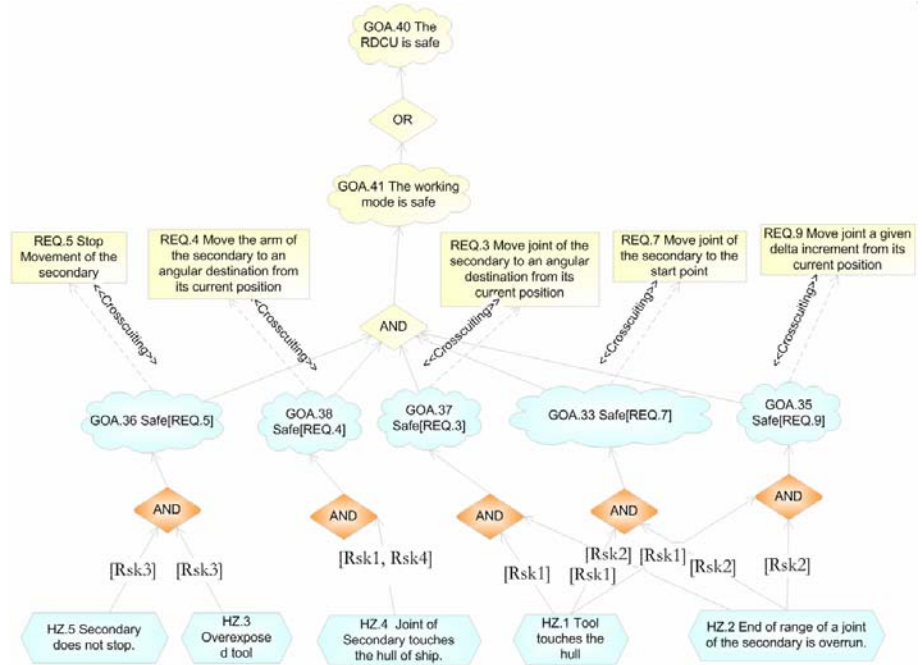 GOA.40 The
RDCU is safe
OR
GOA.41 The working
mode is safe
REQ.5 Stop
Movement of the
secondary
REQ.4 Move the arm of
the secondary to an
angular destination from
its current position
REQ.3 Move joint of the
secondary to an angular
destination from its
current position
REQ.7 Move joint of
the secondary to the
start point
REQ.9 Move joint a given
delta increment from its
current position
<<Crosscuiting>>
<<Crosscuiting>>
<<Crosscuiting>>
<<Crosscuiting>>
<<Crosscuiting>>
AND
GOA.36 Safe[REQ.5]
GOA.38
Safe[REQ.4]
GOA.37
Safe[REQ.3]
GOA.33 Safe[REQ.7]
GOA.35
Safe[REQ.9]
AND
AND
AND
AND
AND
[Rsk3]
[Rsk3]
[Rsk1, Rsk4]
[Rsk1]
[Rsk2]
[Rsk1]
[Rsk1]
[Rsk2]
[Rsk2]
HZ.5 Secondary
does not stop.
HZ.3
Overexpose
d tool
HZ.4 Joint of
Secondary touches
the hull of ship.
HZ.1 Tool
touches the
hull
HZ.2 End of range of a joint
of the secondary is overrun.